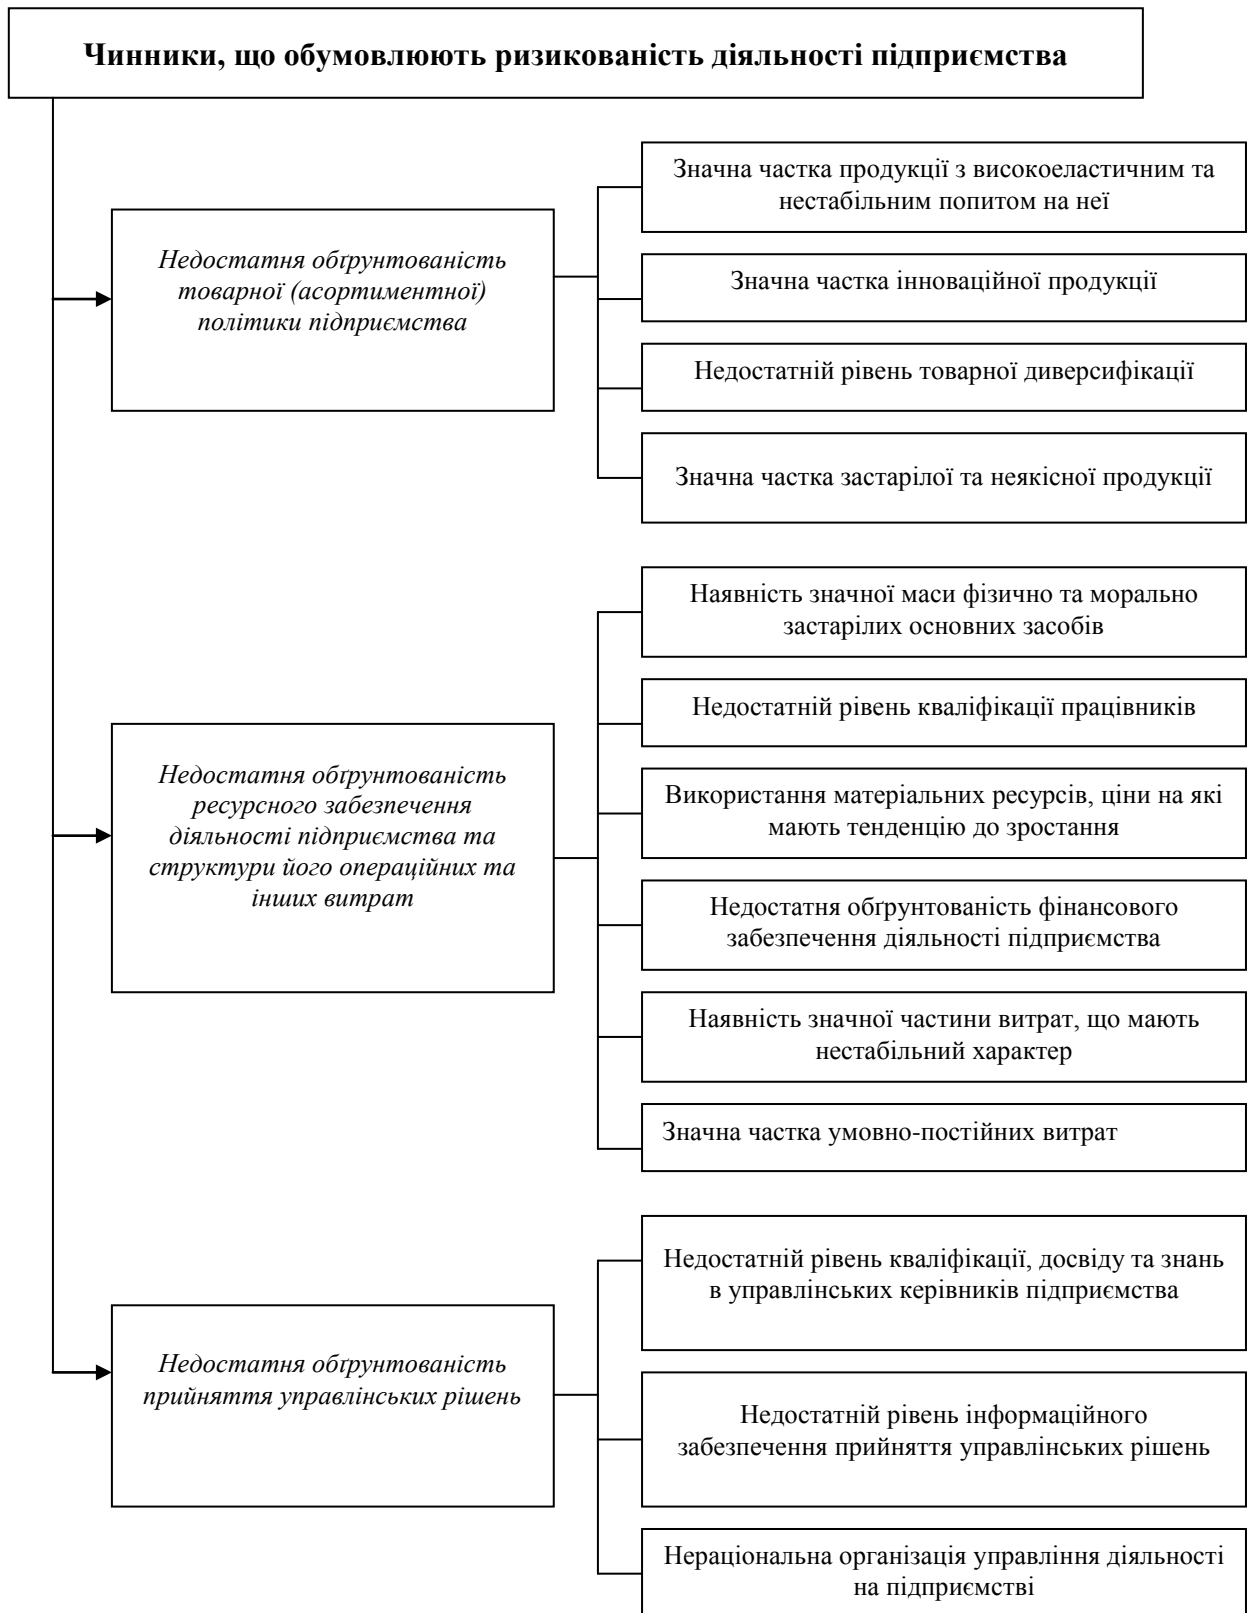 Чинники, що обумовлюють ризикованість діяльності підприємства
Недостатня обґрунтованість
товарної (асортиментної)
політики підприємства
Значна частка продукції з високоеластичним та
нестабільним попитом на неї
Значна частка інноваційної продукції
Недостатній рівень товарної диверсифікації
Значна частка застарілої та неякісної продукції
Недостатня обґрунтованість
ресурсного забезпечення
діяльності підприємства та
структури його операційних та
інших витрат
Наявність значної маси фізично та морально
застарілих основних засобів
Недостатній рівень кваліфікації працівників
Використання матеріальних ресурсів, ціни на які
мають тенденцію до зростання
Недостатня обґрунтованість фінансового
забезпечення діяльності підприємства
Наявність значної частини витрат, що мають
нестабільний характер
Значна частка умовно-постійних витрат
Недостатня обґрунтованість
прийняття управлінських рішень
Недостатній рівень кваліфікації, досвіду та знань
в управлінських керівників підприємства
Недостатній рівень інформаційного
забезпечення прийняття управлінських рішень
Нераціональна організація управління діяльності
на підприємстві